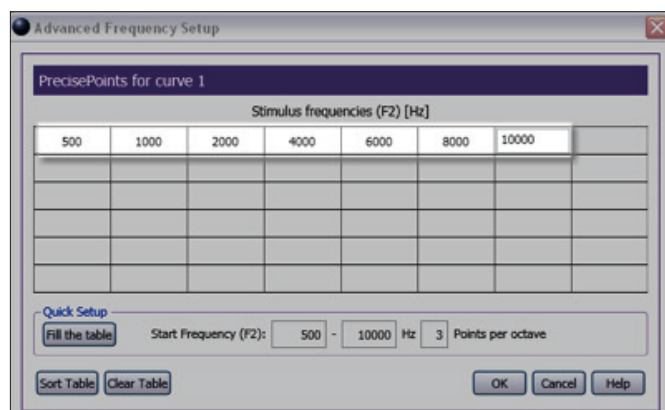 Advanced Frequency Setup
PrecisePoints for curve 1
Stimulus frequencies (F2) [Hz]
500 1000 2000 4000 6000 8000 10000
Quick Setup
Fill the table Start Frequency (F2): 500 - 10000 Hz 3 Points per octave
Sort Table Clear Table OK Cancel Help